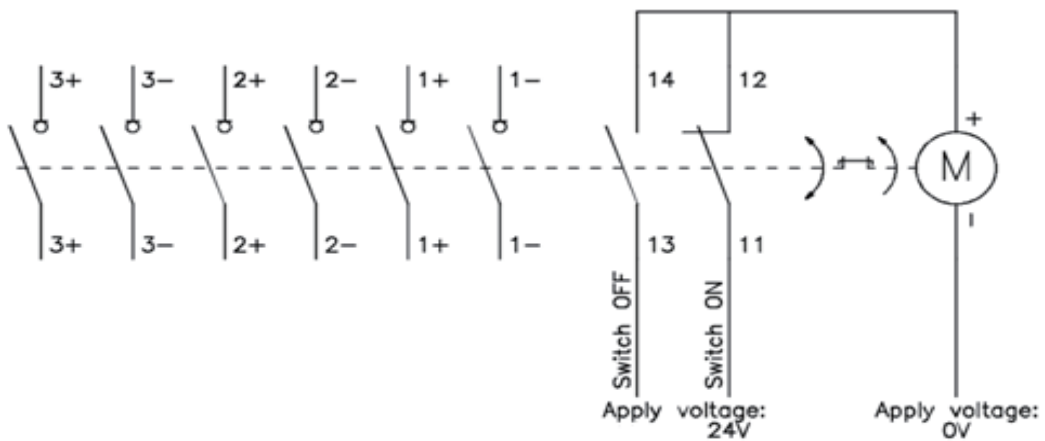 3+ 3− 2+ 2− 1+ 1− 14 12
+
M
−
3+ 3− 2+ 2− 1+ 1− 13 11
Switch OFF
Switch ON
Apply voltage:
24V
Apply voltage:
0V